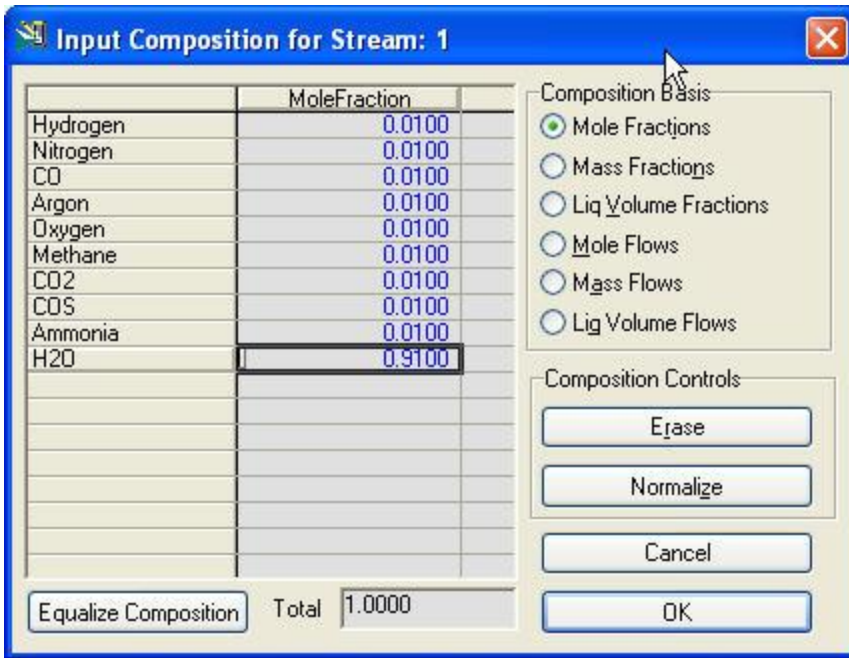 Input Composition for Stream: 1
MoleFraction
Hydrogen 0.0100
Nitrogen 0.0100
CO 0.0100
Argon 0.0100
Oxygen 0.0100
Methane 0.0100
CO2 0.0100
COS 0.0100
Ammonia 0.0100
H2O 0.9100
Equalize Composition
Total 1.0000
Composition Basis
Mole Fractions
Mass Fractions
Liq Volume Fractions
Mole Flows
Mass Flows
Liq Volume Flows
Composition Controls
Erase
Normalize
Cancel
OK